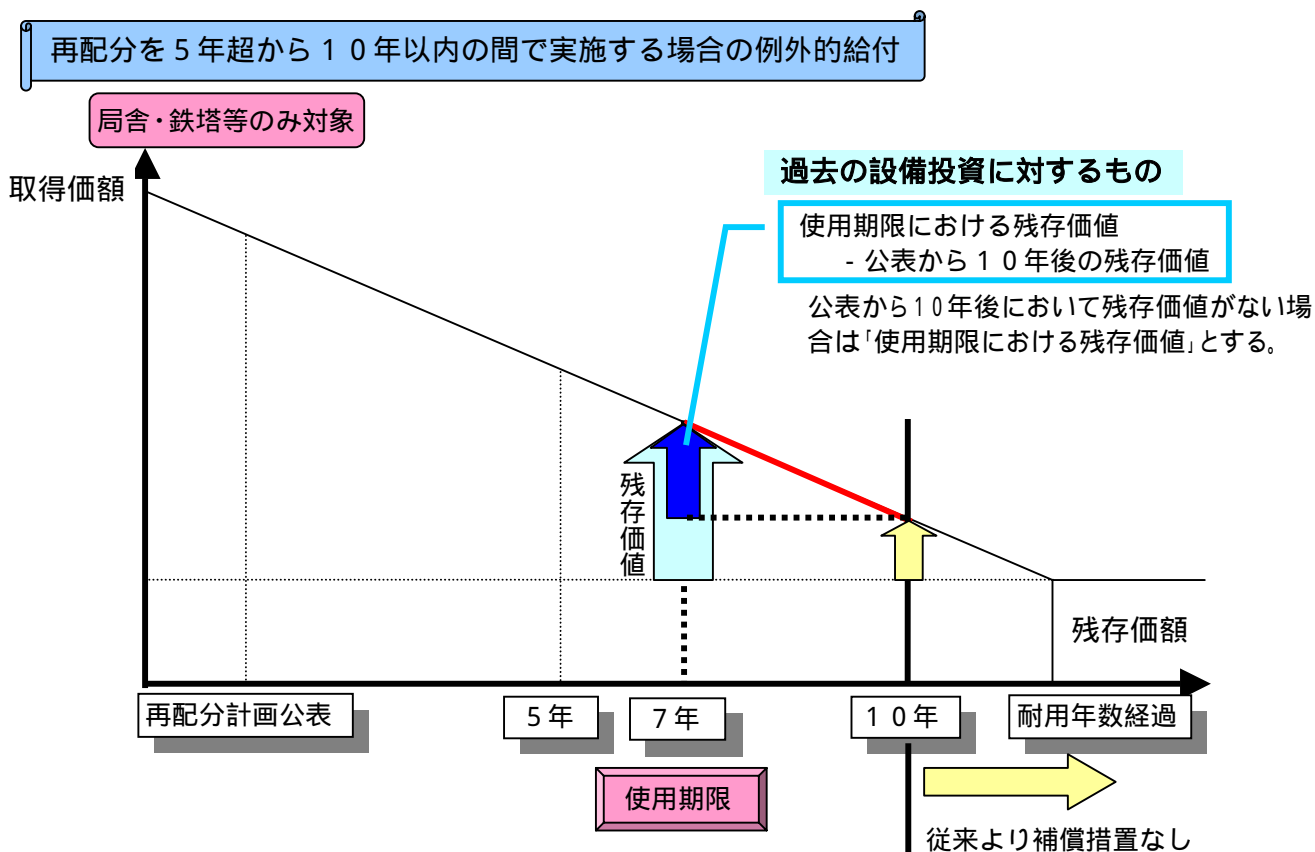 再配分を５年超から１０年以内の間で実施する場合の例外的給付
局舎・鉄塔等のみ対象
取得価額
過去の設備投資に対するもの
使用期限における残存価値
- 公表から１０年後の残存価値
公表から10年後において残存価値がない場
合は「使用期限における残存価値」とする。
残存価値
残存価額
再配分計画公表
５年
７年
１０年
耐用年数経過
使用期限
従来より補償措置なし